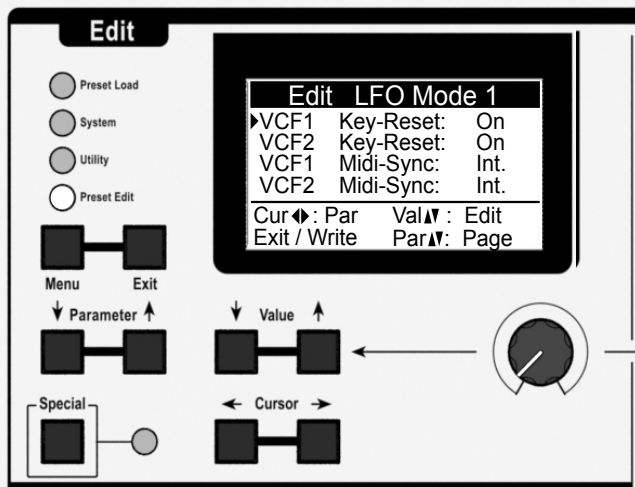 Edit
Preset Load
System
Utility
Preset Edit
Edit LFO Mode 1
VCF1 Key-Reset: On
VCF2 Key-Reset: On
VCF1 Midi-Sync: Int.
VCF2 Midi-Sync: Int.
Cur : Par Val : Edit
Exit / Write Par : Page
Menu Exit
Parameter
Value
Special
Cursor